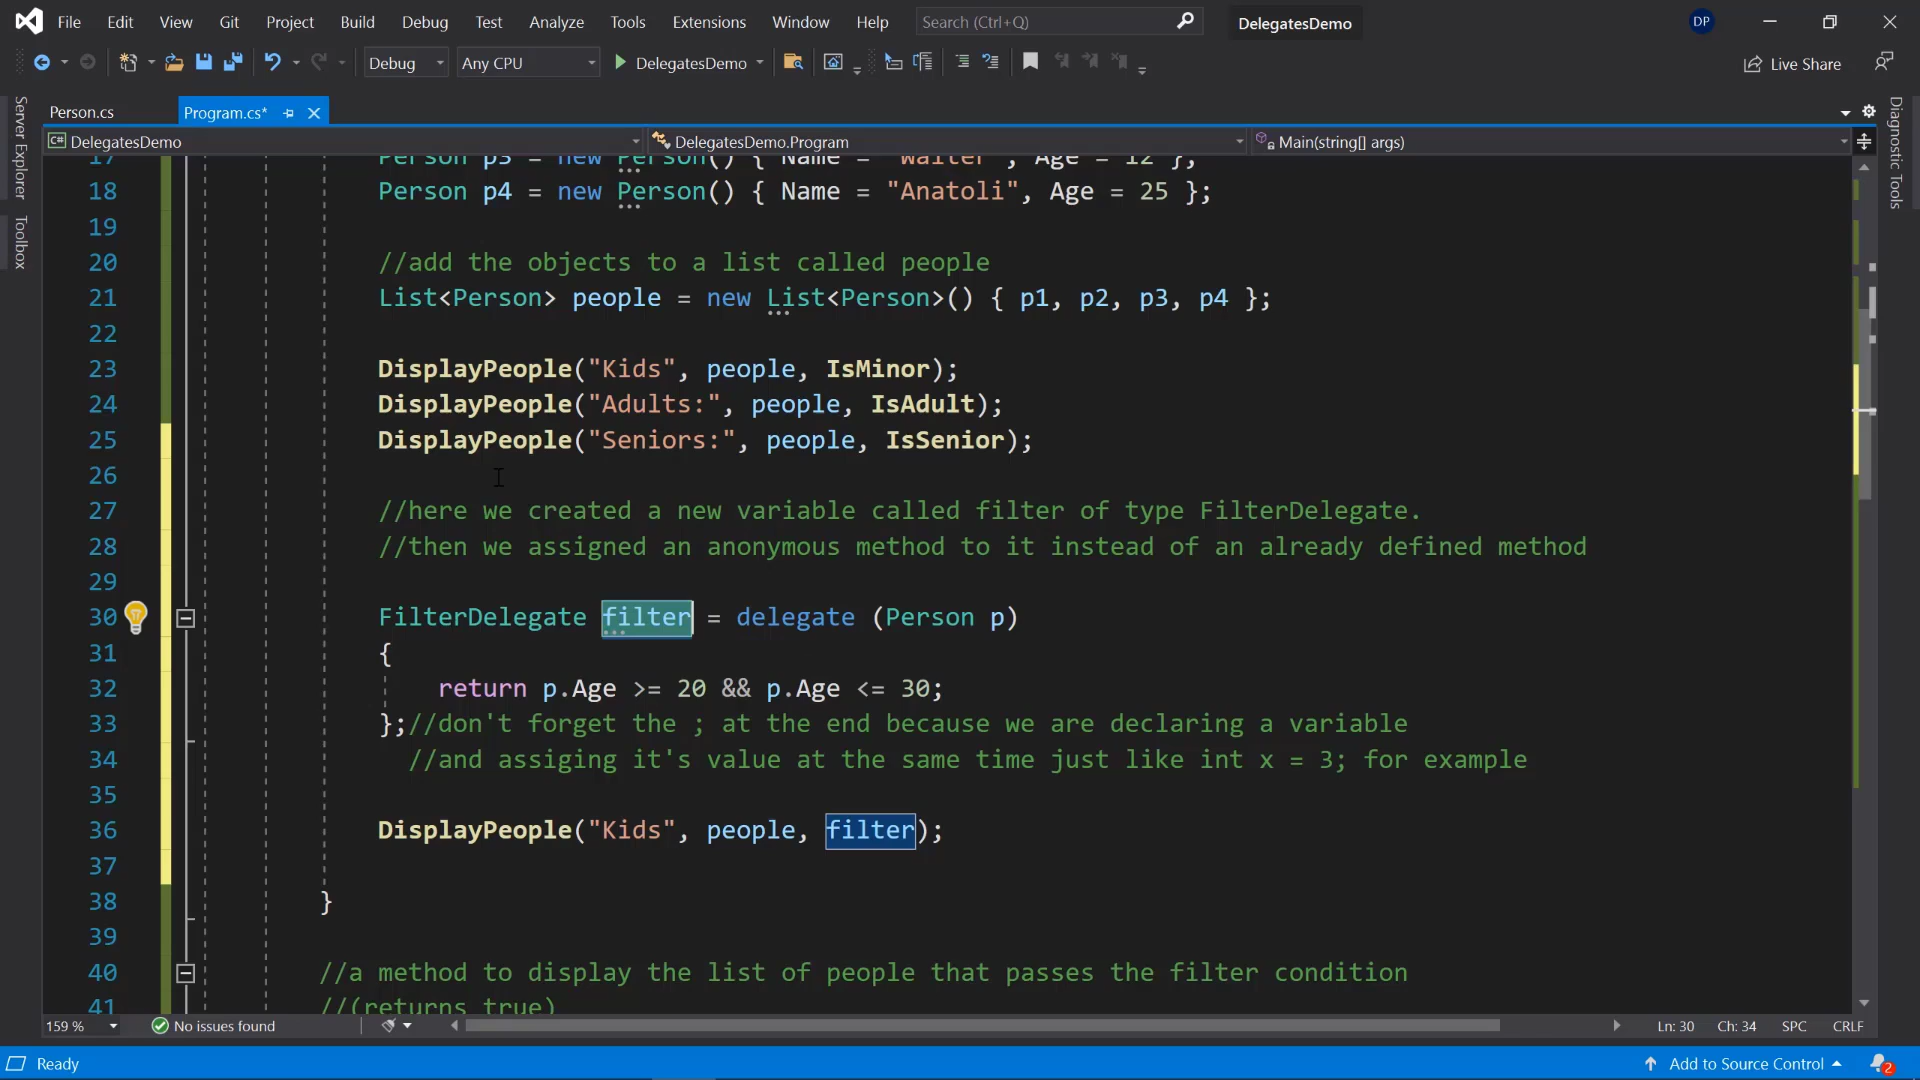 File Edit View Git Project Build Debug Test Analyze Tools Extensions Window Help Search (Ctrl+Q) DelegatesDemo DP
Debug Any CPU DelegatesDemo Live Share
Person.cs Program.cs*
DelegatesDemo DelegatesDemo.Program Main(string[] args)
Server Explorer
Toolbox
Diagnostic Tools
17 Person p3 = new Person() { Name = "Walter", Age = 12 };
18 Person p4 = new Person() { Name = "Anatoli", Age = 25 };
19
20 //add the objects to a list called people
21 List<Person> people = new List<Person>() { p1, p2, p3, p4 };
22
23 DisplayPeople("Kids", people, IsMinor);
24 DisplayPeople("Adults:", people, IsAdult);
25 DisplayPeople("Seniors:", people, IsSenior);
26
27 //here we created a new variable called filter of type FilterDelegate.
28 //then we assigned an anonymous method to it instead of an already defined method
29
30 FilterDelegate filter = delegate (Person p)
31 {
32 return p.Age >= 20 && p.Age <= 30;
33 };//don't forget the ; at the end because we are declaring a variable
34 //and assiging it's value at the same time just like int x = 3; for example
35
36 DisplayPeople("Kids", people, filter);
37
38 }
39
40 //a method to display the list of people that passes the filter condition
41 //(returns true)
159 % No issues found Ln: 30 Ch: 34 SPC CRLF
Ready Add to Source Control 2